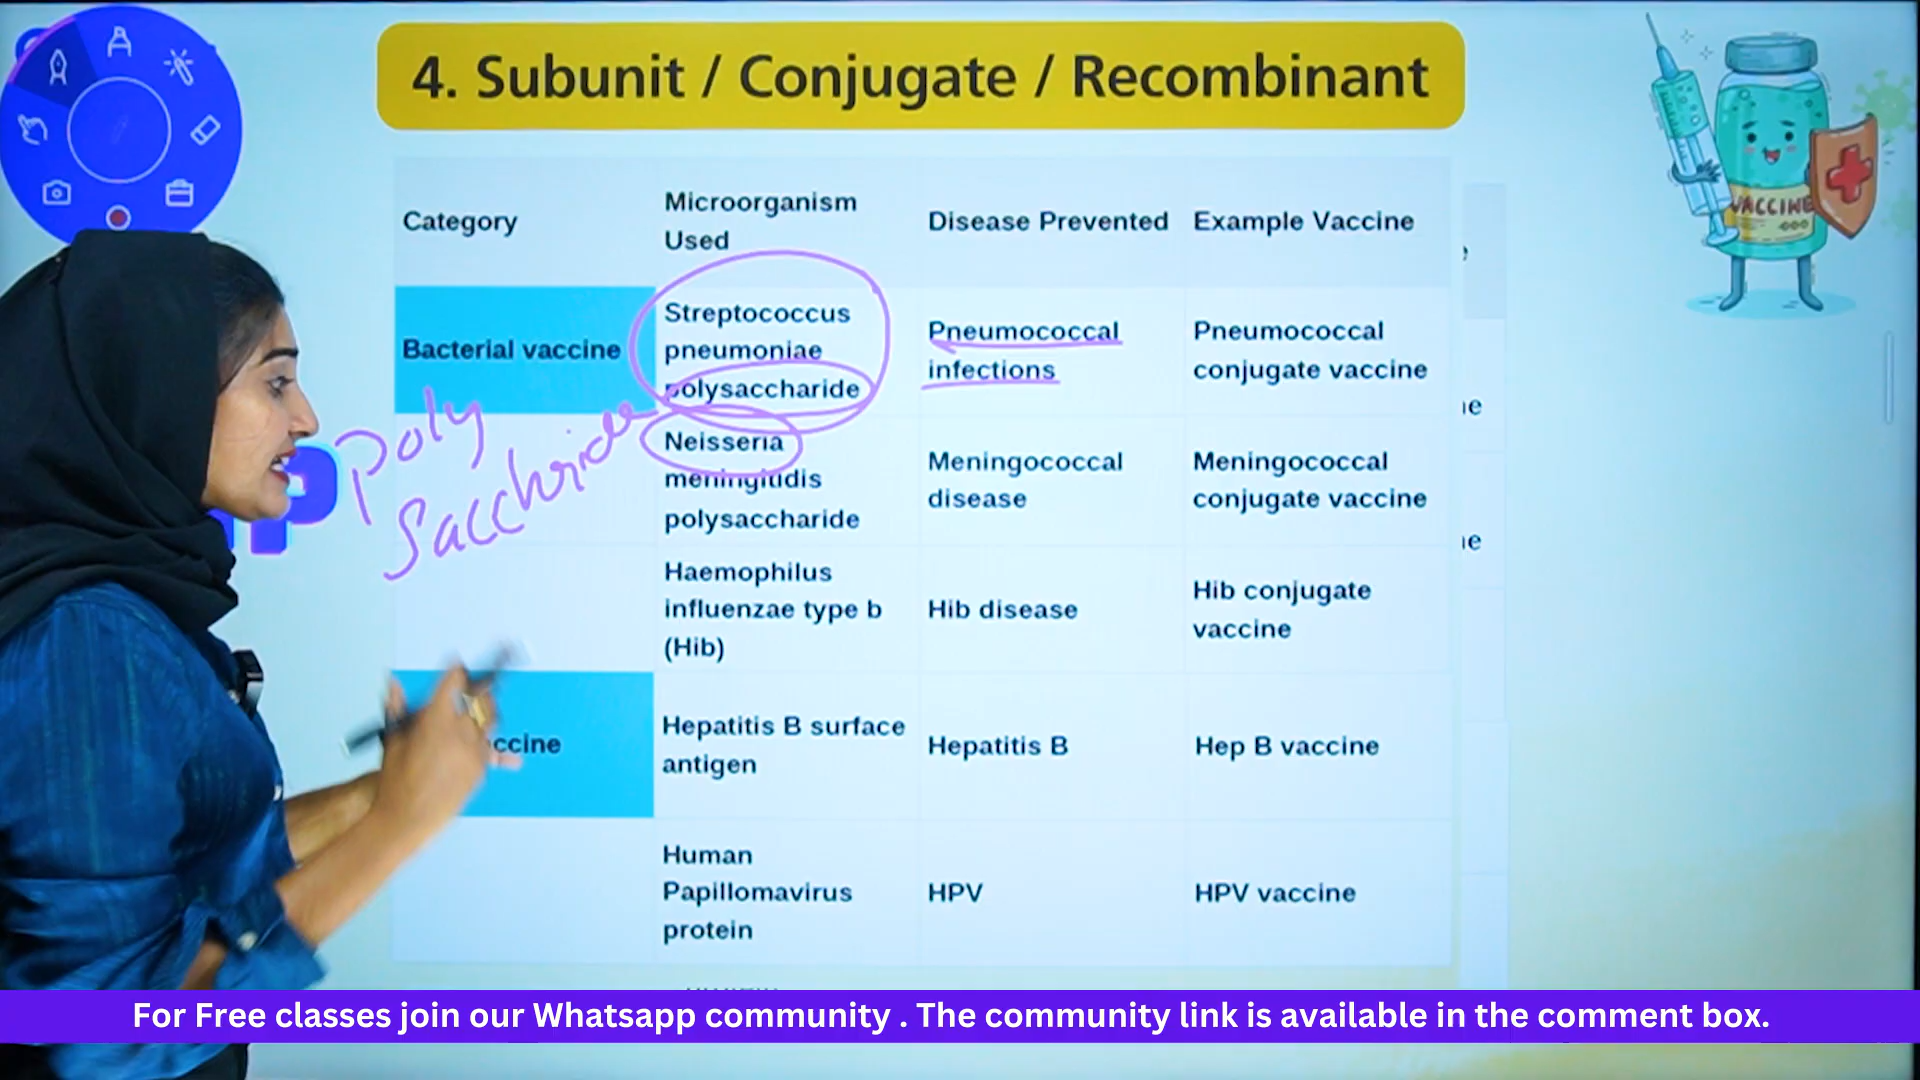 4. Subunit / Conjugate / Recombinant
VACCINE
Category
Microorganism
Used
Disease Prevented
Example Vaccine
Bacterial vaccine
Streptococcus
pneumoniae
polysaccharide
Pneumococcal
infections
Pneumococcal
conjugate vaccine
Poly
Saccharide
Neisseria
meningitidis
polysaccharide
Meningococcal
disease
Meningococcal
conjugate vaccine
Haemophilus
influenzae type b
(Hib)
Hib disease
Hib conjugate
vaccine
ccine
Hepatitis B surface
antigen
Hepatitis B
Hep B vaccine
Human
Papillomavirus
protein
HPV
HPV vaccine
For Free classes join our Whatsapp community . The community link is available in the comment box.